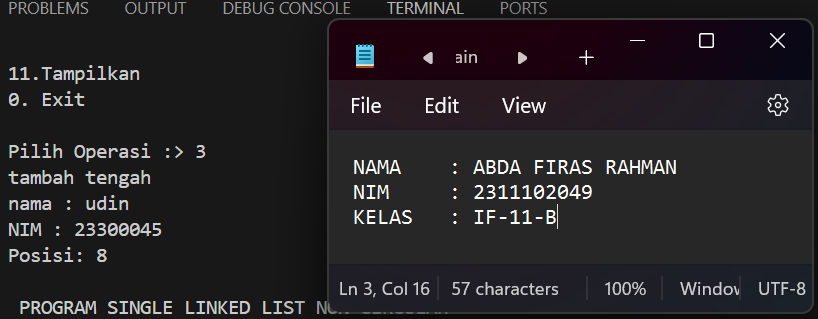 PROBLEMS OUTPUT DEBUG CONSOLE TERMINAL PORTS
11.Tampilkan
0. Exit
Pilih Operasi :> 3
tambah tengah
nama : udin
NIM : 23300045
Posisi: 8
PROGRAM SINGLE LINKED LIST NON CIRCULAR
ain
File Edit View
NAMA : ABDA FIRAS RAHMAN
NIM : 2311102049
KELAS : IF-11-B
Ln 3, Col 16 57 characters 100% Window UTF-8